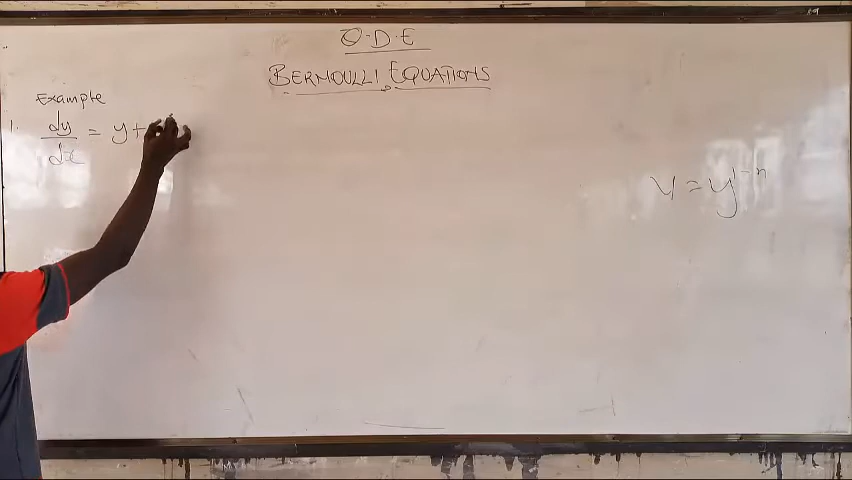 O.D.E
BERNOULLI EQUATIONS
Example
1. dy/dx = y +
v = y^1-n